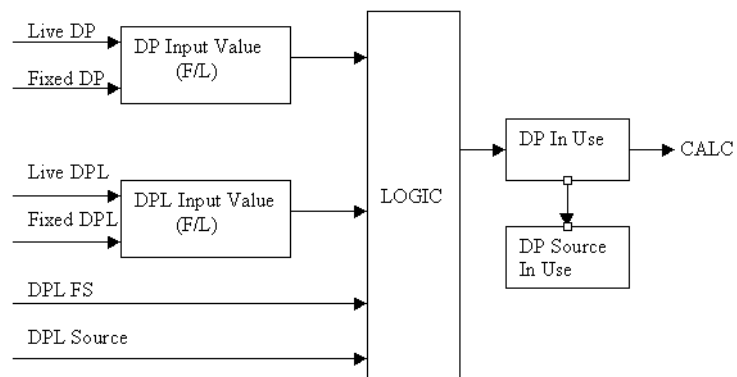 Live DP
Fixed DP
DP Input Value
(F/L)
Live DPL
Fixed DPL
DPL Input Value
(F/L)
DPL FS
DPL Source
LOGIC
DP In Use
CALC
DP Source
In Use